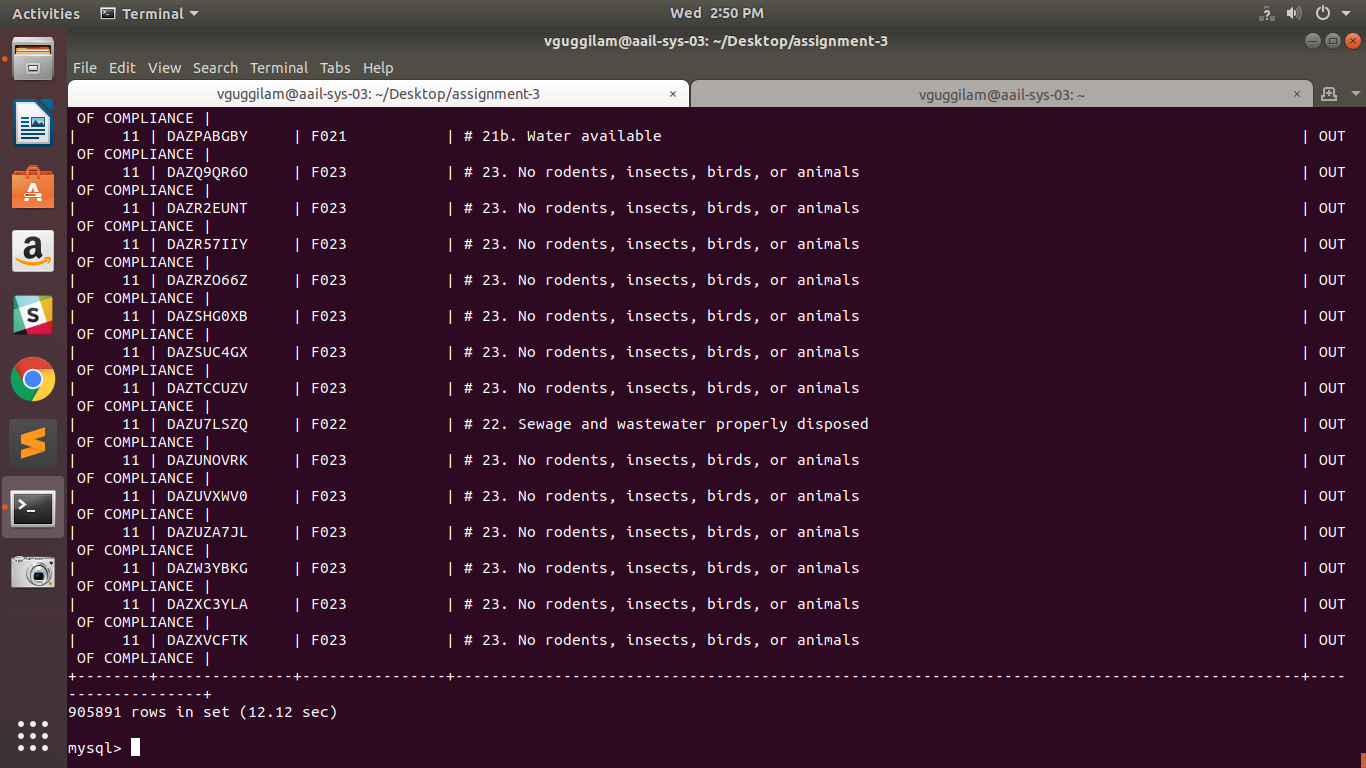 Activities Terminal Wed 2:50 PM
vguggilam@aail-sys-03: ~/Desktop/assignment-3
File Edit View Search Terminal Tabs Help
vguggilam@aail-sys-03: ~/Desktop/assignment-3 × vguggilam@aail-sys-03: ~ ×
OF COMPLIANCE |
| 11 | DAZPABGBY | F021 | # 21b. Water available | OUT
OF COMPLIANCE |
| 11 | DAZQ9QR6O | F023 | # 23. No rodents, insects, birds, or animals | OUT
OF COMPLIANCE |
| 11 | DAZR2EUNT | F023 | # 23. No rodents, insects, birds, or animals | OUT
OF COMPLIANCE |
| 11 | DAZR57IIY | F023 | # 23. No rodents, insects, birds, or animals | OUT
OF COMPLIANCE |
| 11 | DAZRZO66Z | F023 | # 23. No rodents, insects, birds, or animals | OUT
OF COMPLIANCE |
| 11 | DAZSHG0XB | F023 | # 23. No rodents, insects, birds, or animals | OUT
OF COMPLIANCE |
| 11 | DAZSUC4GX | F023 | # 23. No rodents, insects, birds, or animals | OUT
OF COMPLIANCE |
| 11 | DAZTCCUZV | F023 | # 23. No rodents, insects, birds, or animals | OUT
OF COMPLIANCE |
| 11 | DAZU7LSZQ | F022 | # 22. Sewage and wastewater properly disposed | OUT
OF COMPLIANCE |
| 11 | DAZUNOVRK | F023 | # 23. No rodents, insects, birds, or animals | OUT
OF COMPLIANCE |
| 11 | DAZUVXWV0 | F023 | # 23. No rodents, insects, birds, or animals | OUT
OF COMPLIANCE |
| 11 | DAZUZA7JL | F023 | # 23. No rodents, insects, birds, or animals | OUT
OF COMPLIANCE |
| 11 | DAZW3YBKG | F023 | # 23. No rodents, insects, birds, or animals | OUT
OF COMPLIANCE |
| 11 | DAZXC3YLA | F023 | # 23. No rodents, insects, birds, or animals | OUT
OF COMPLIANCE |
| 11 | DAZXVCFTK | F023 | # 23. No rodents, insects, birds, or animals | OUT
OF COMPLIANCE |
+--------+---------------+----------------+----------------------------------------------------------------------------------------------+----
---------------+
905891 rows in set (12.12 sec)
mysql>